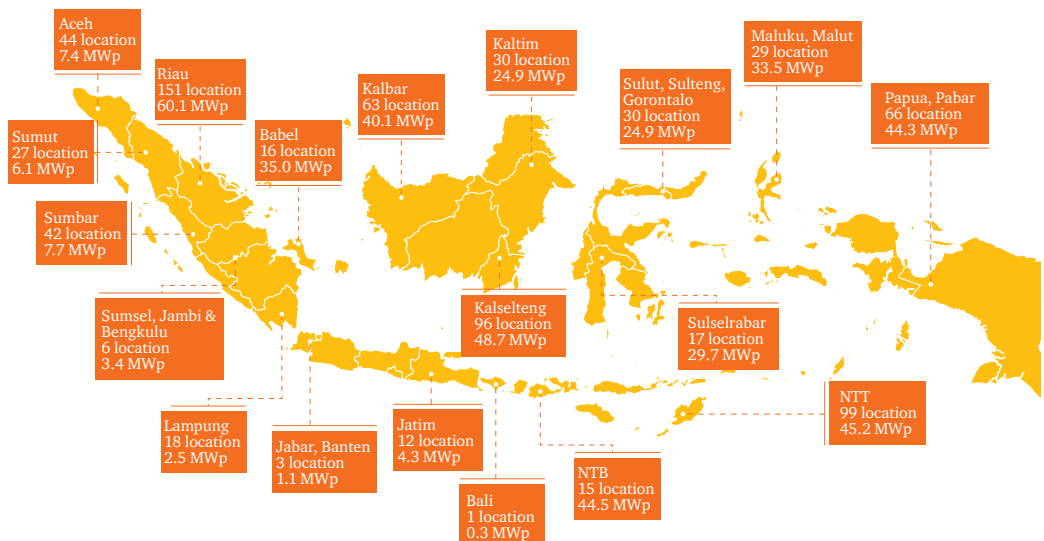 Aceh
44 location
7.4 MWp
Riau
151 location
60.1 MWp
Sumut
27 location
6.1 MWp
Babel
16 location
35.0 MWp
Sumbar
42 location
7.7 MWp
Kalbar
63 location
40.1 MWp
Kaltim
30 location
24.9 MWp
Sulut, Sulteng,
Gorontalo
30 location
24.9 MWp
Maluku, Malut
29 location
33.5 MWp
Papua, Pabar
66 location
44.3 MWp
Sumsel, Jambi &
Bengkulu
6 location
3.4 MWp
Kalselteng
96 location
48.7 MWp
Sulselrabar
17 location
29.7 MWp
Lampung
18 location
2.5 MWp
Jabar, Banten
3 location
1.1 MWp
Jatim
12 location
4.3 MWp
Bali
1 location
0.3 MWp
NTB
15 location
44.5 MWp
NTT
99 location
45.2 MWp